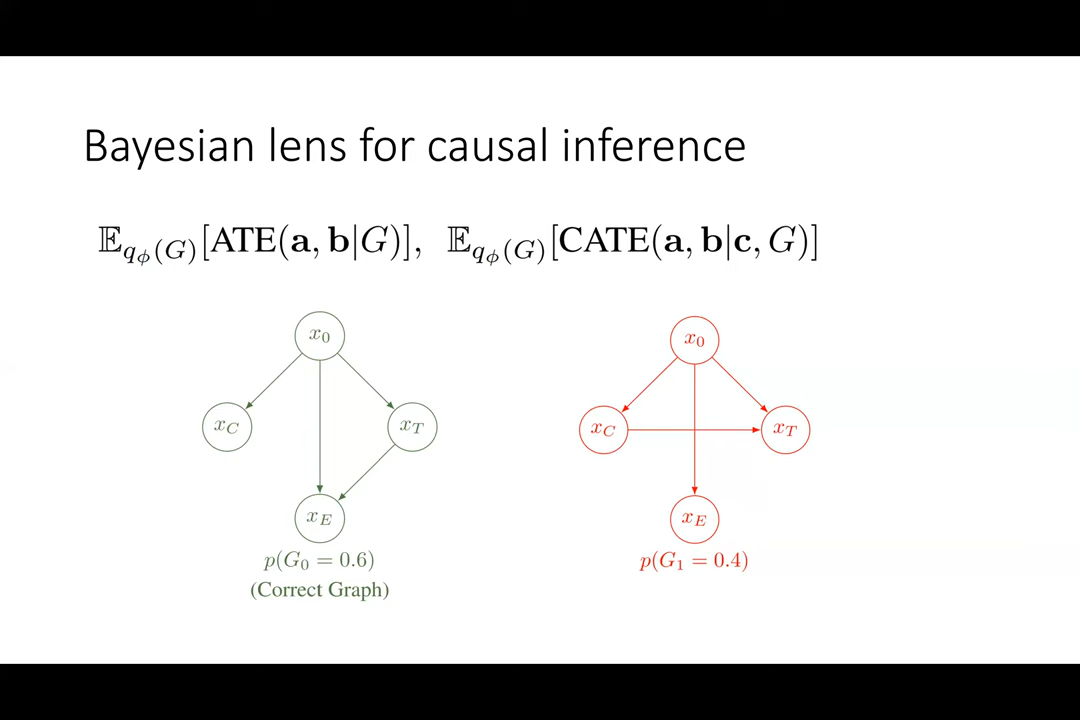 Bayesian lens for causal inference
𝔼_{q_ϕ(G)}[ATE(𝐚, 𝐛|G)], 𝔼_{q_ϕ(G)}[CATE(𝐚, 𝐛|𝐜, G)]
x_0
x_0
x_C
x_T
x_C
x_T
x_E
x_E
p(G_0 = 0.6)
p(G_1 = 0.4)
(Correct Graph)